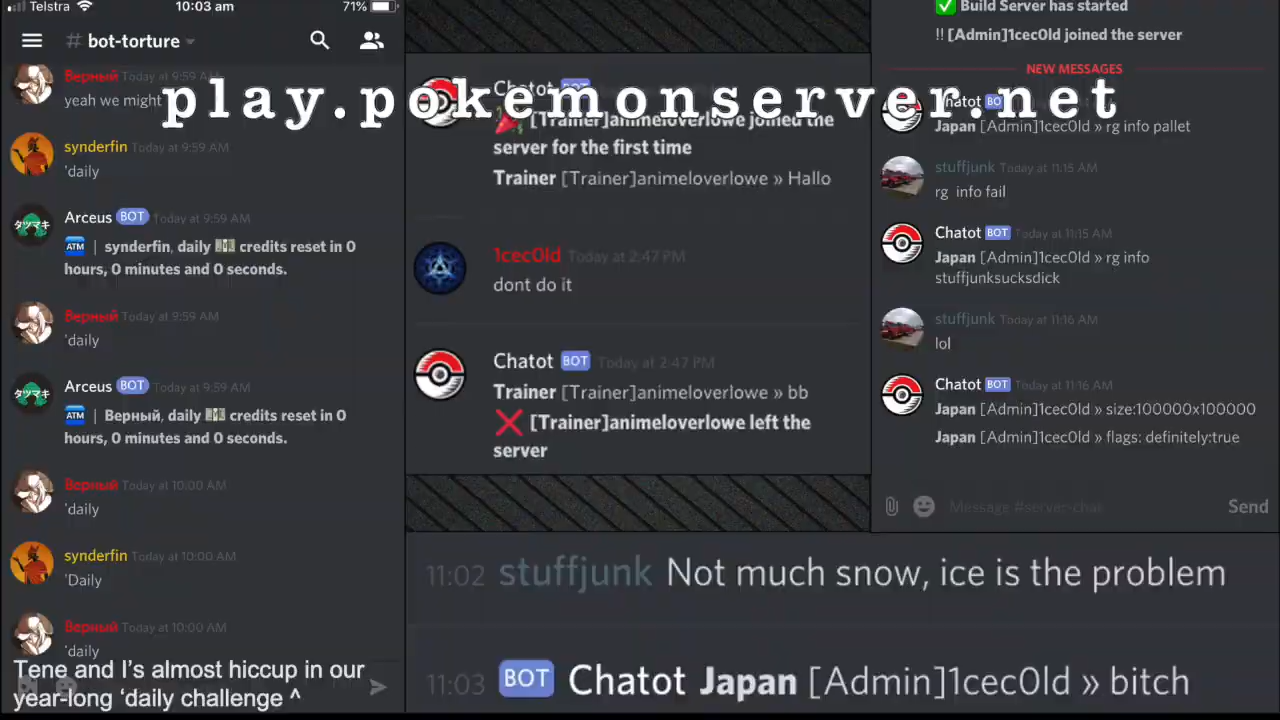 Telstra
10:03 am
71%
# bot-torture
Верный Today at 9:59 AM
yeah we might
synderfin Today at 9:59 AM
'daily
Arceus BOT Today at 9:59 AM
ATM | synderfin, daily credits reset in 0
hours, 0 minutes and 0 seconds.
Верный Today at 9:59 AM
'daily
Arceus BOT Today at 9:59 AM
ATM | Верный, daily credits reset in 0
hours, 0 minutes and 0 seconds.
Верный Today at 10:00 AM
'daily
synderfin Today at 10:00 AM
'Daily
Верный Today at 10:00 AM
'daily
Tene and I's almost hiccup in our
year-long 'daily challenge ^
play.pokemonserver.net
Chatot BOT
[Trainer]animeloverlowe joined the
server for the first time
Trainer [Trainer]animeloverlowe » Hallo
1cec0ld Today at 2:47 PM
dont do it
Chatot BOT Today at 2:47 PM
Trainer [Trainer]animeloverlowe » bb
[Trainer]animeloverlowe left the
server
Build Server has started
!! [Admin]1cec0ld joined the server
NEW MESSAGES
Chatot BOT
Japan [Admin]1cec0ld » rg info pallet
stuffjunk Today at 11:15 AM
rg info fail
Chatot BOT Today at 11:15 AM
Japan [Admin]1cec0ld » rg info
stuffjunksucksdick
stuffjunk Today at 11:16 AM
lol
Chatot BOT Today at 11:16 AM
Japan [Admin]1cec0ld » size:100000x100000
Japan [Admin]1cec0ld » flags: definitely:true
Message #server-chat
Send
11:02 stuffjunk Not much snow, ice is the problem
11:03 BOT Chatot Japan [Admin]1cec0ld » bitch